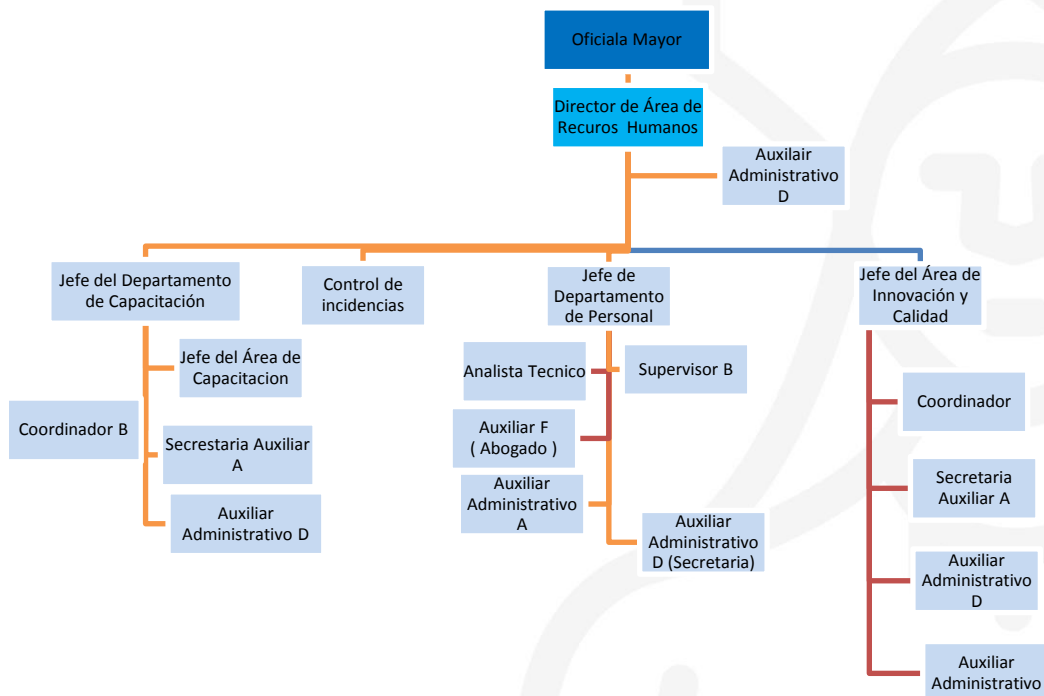 Oficiala Mayor
Director de Área de
Recuros Humanos
Auxilair
Administrativo
D
Jefe del Departamento
de Capacitación
Control de
incidencias
Jefe de
Departamento
de Personal
Jefe del Área de
Innovación y
Calidad
Jefe del Área de
Capacitacion
Coordinador B
Secrestaria Auxiliar
A
Auxiliar
Administrativo D
Analista Tecnico
Supervisor B
Auxiliar F
( Abogado )
Auxiliar
Administrativo
A
Auxiliar
Administrativo
D (Secretaria)
Coordinador
Secretaria
Auxiliar A
Auxiliar
Administrativo
D
Auxiliar
Administrativo